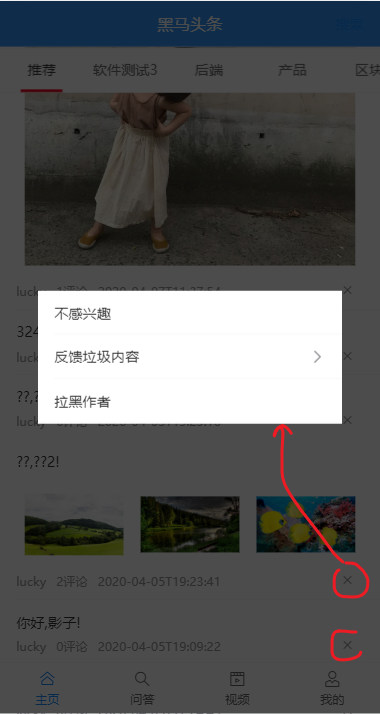 黑马头条
推荐 软件测试3 后端 产品 区块
lucky 1评论 2020-04-07T11:37:54
不感兴趣
324
反馈垃圾内容
lucky
??,??
拉黑作者
lucky
??,??2!
lucky 2评论 2020-04-05T19:23:41
你好,影子!
lucky 0评论 2020-04-05T19:09:22
主页 问答 视频 我的